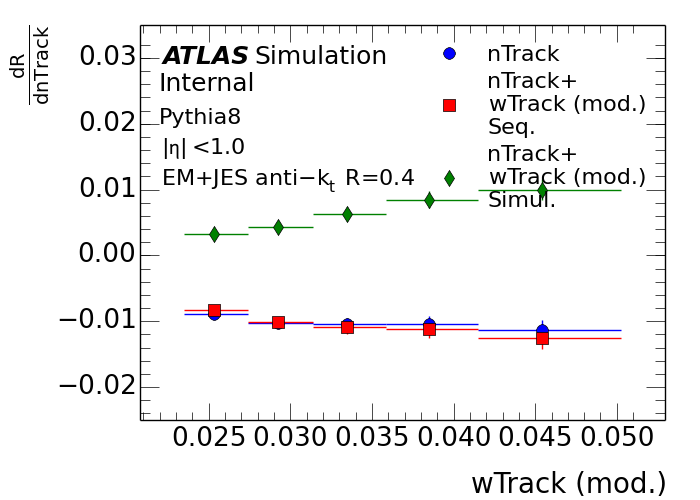 dR
dnTrack
ATLAS Simulation
Internal
Pythia8
|η| <1.0
EM+JES anti−kt R=0.4
nTrack
nTrack+
wTrack (mod.)
Seq.
nTrack+
wTrack (mod.)
Simul.
0.03
0.02
0.01
0.00
−0.01
−0.02
0.025 0.030 0.035 0.040 0.045 0.050
wTrack (mod.)